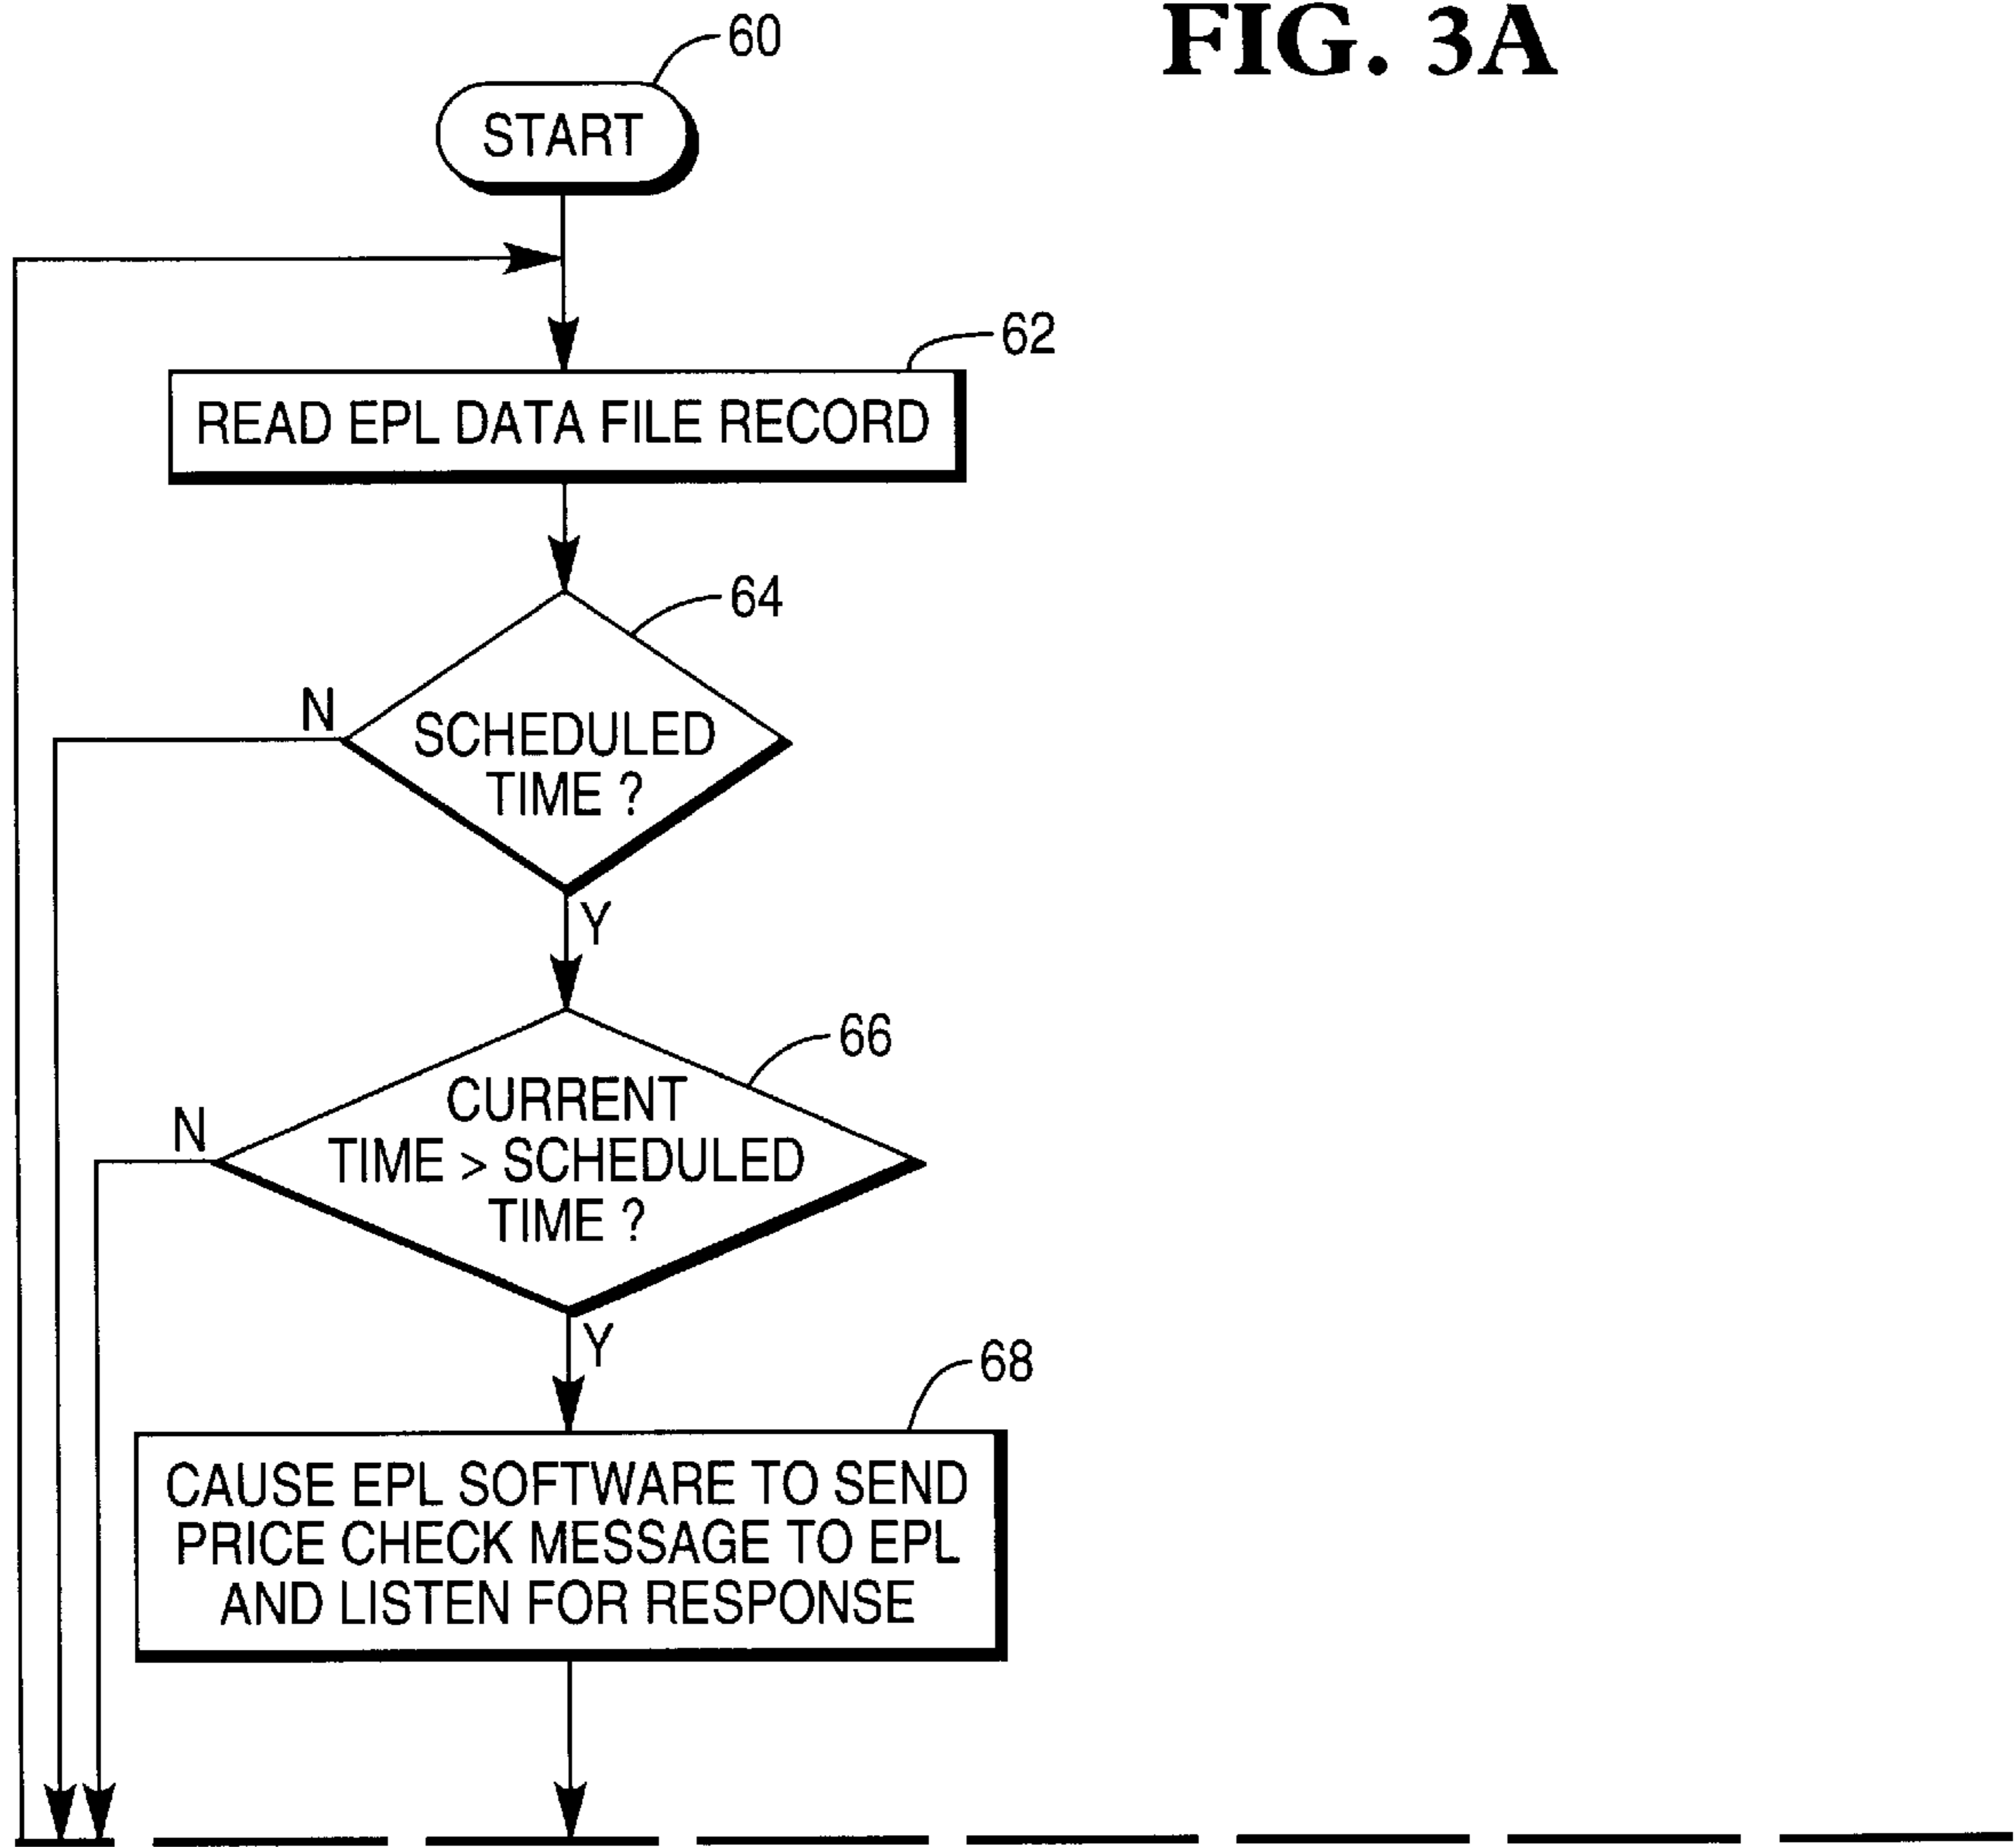 FIG. 3A
60
START
62
READ EPL DATA FILE RECORD
64
N
SCHEDULED
TIME ?
Y
66
N
CURRENT
TIME > SCHEDULED
TIME ?
Y
68
CAUSE EPL SOFTWARE TO SEND
PRICE CHECK MESSAGE TO EPL
AND LISTEN FOR RESPONSE